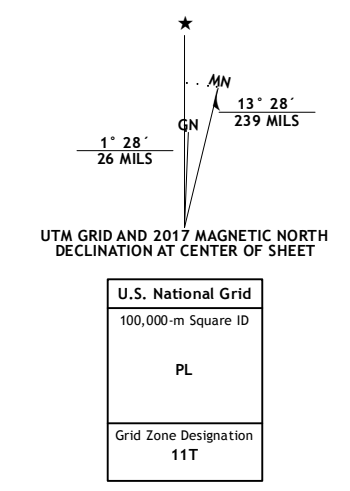 MN
13° 28´
239 MILS
GN
1° 28´
26 MILS
UTM GRID AND 2017 MAGNETIC NORTH
DECLINATION AT CENTER OF SHEET
U.S. National Grid
100,000-m Square ID
PL
Grid Zone Designation
11T